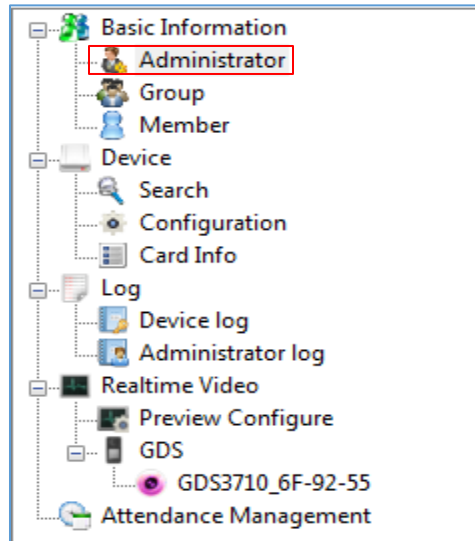 Basic Information
Administrator
Group
Member
Device
Search
Configuration
Card Info
Log
Device log
Administrator log
Realtime Video
Preview Configure
GDS
GDS3710_6F-92-55
Attendance Management